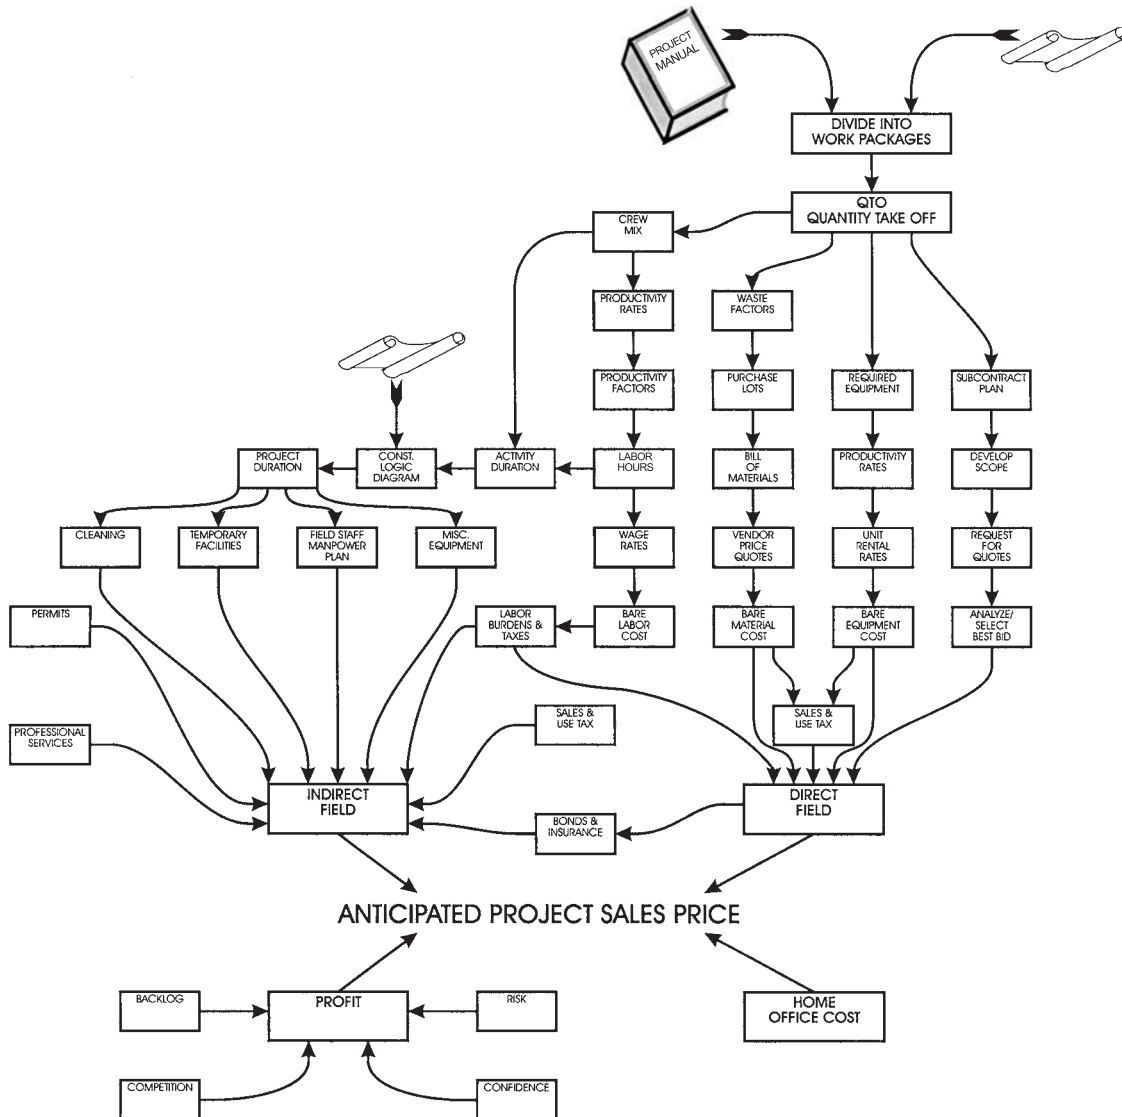 PROJECT
MANUAL
DIVIDE INTO
WORK PACKAGES
QTO
QUANTITY TAKE OFF
CREW
MIX
PRODUCTIVITY
RATES
WASTE
FACTORS
PRODUCTIVITY
FACTORS
PURCHASE
LOTS
REQUIRED
EQUIPMENT
SUBCONTRACT
PLAN
PROJECT
DURATION
CONST.
LOGIC
DIAGRAM
ACTIVITY
DURATION
LABOR
HOURS
BILL
OF
MATERIALS
PRODUCTIVITY
RATES
DEVELOP
SCOPE
CLEANING
TEMPORARY
FACILITIES
FIELD STAFF
MANPOWER
PLAN
MISC.
EQUIPMENT
WAGE
RATES
VENDOR
PRICE
QUOTES
UNIT
RENTAL
RATES
REQUEST
FOR
QUOTES
PERMITS
LABOR
BURDENS &
TAXES
BARE
LABOR
COST
BARE
MATERIAL
COST
BARE
EQUIPMENT
COST
ANALYZE/
SELECT
BEST BID
PROFESSIONAL
SERVICES
SALES &
USE TAX
SALES &
USE TAX
INDIRECT
FIELD
DIRECT
FIELD
BONDS &
INSURANCE
ANTICIPATED PROJECT SALES PRICE
BACKLOG
PROFIT
RISK
HOME
OFFICE COST
COMPETITION
CONFIDENCE